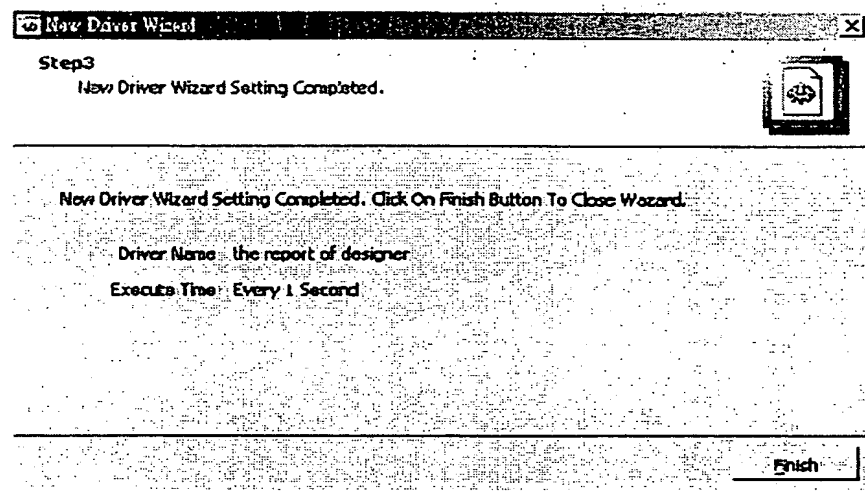 New Driver Wizard
Step3
New Driver Wizard Setting Completed.
New Driver Wizard Setting Completed. Click On Finish Button To Close Wazard.
Driver Name the report of designer
Execute Time Every 1 Second
Finish